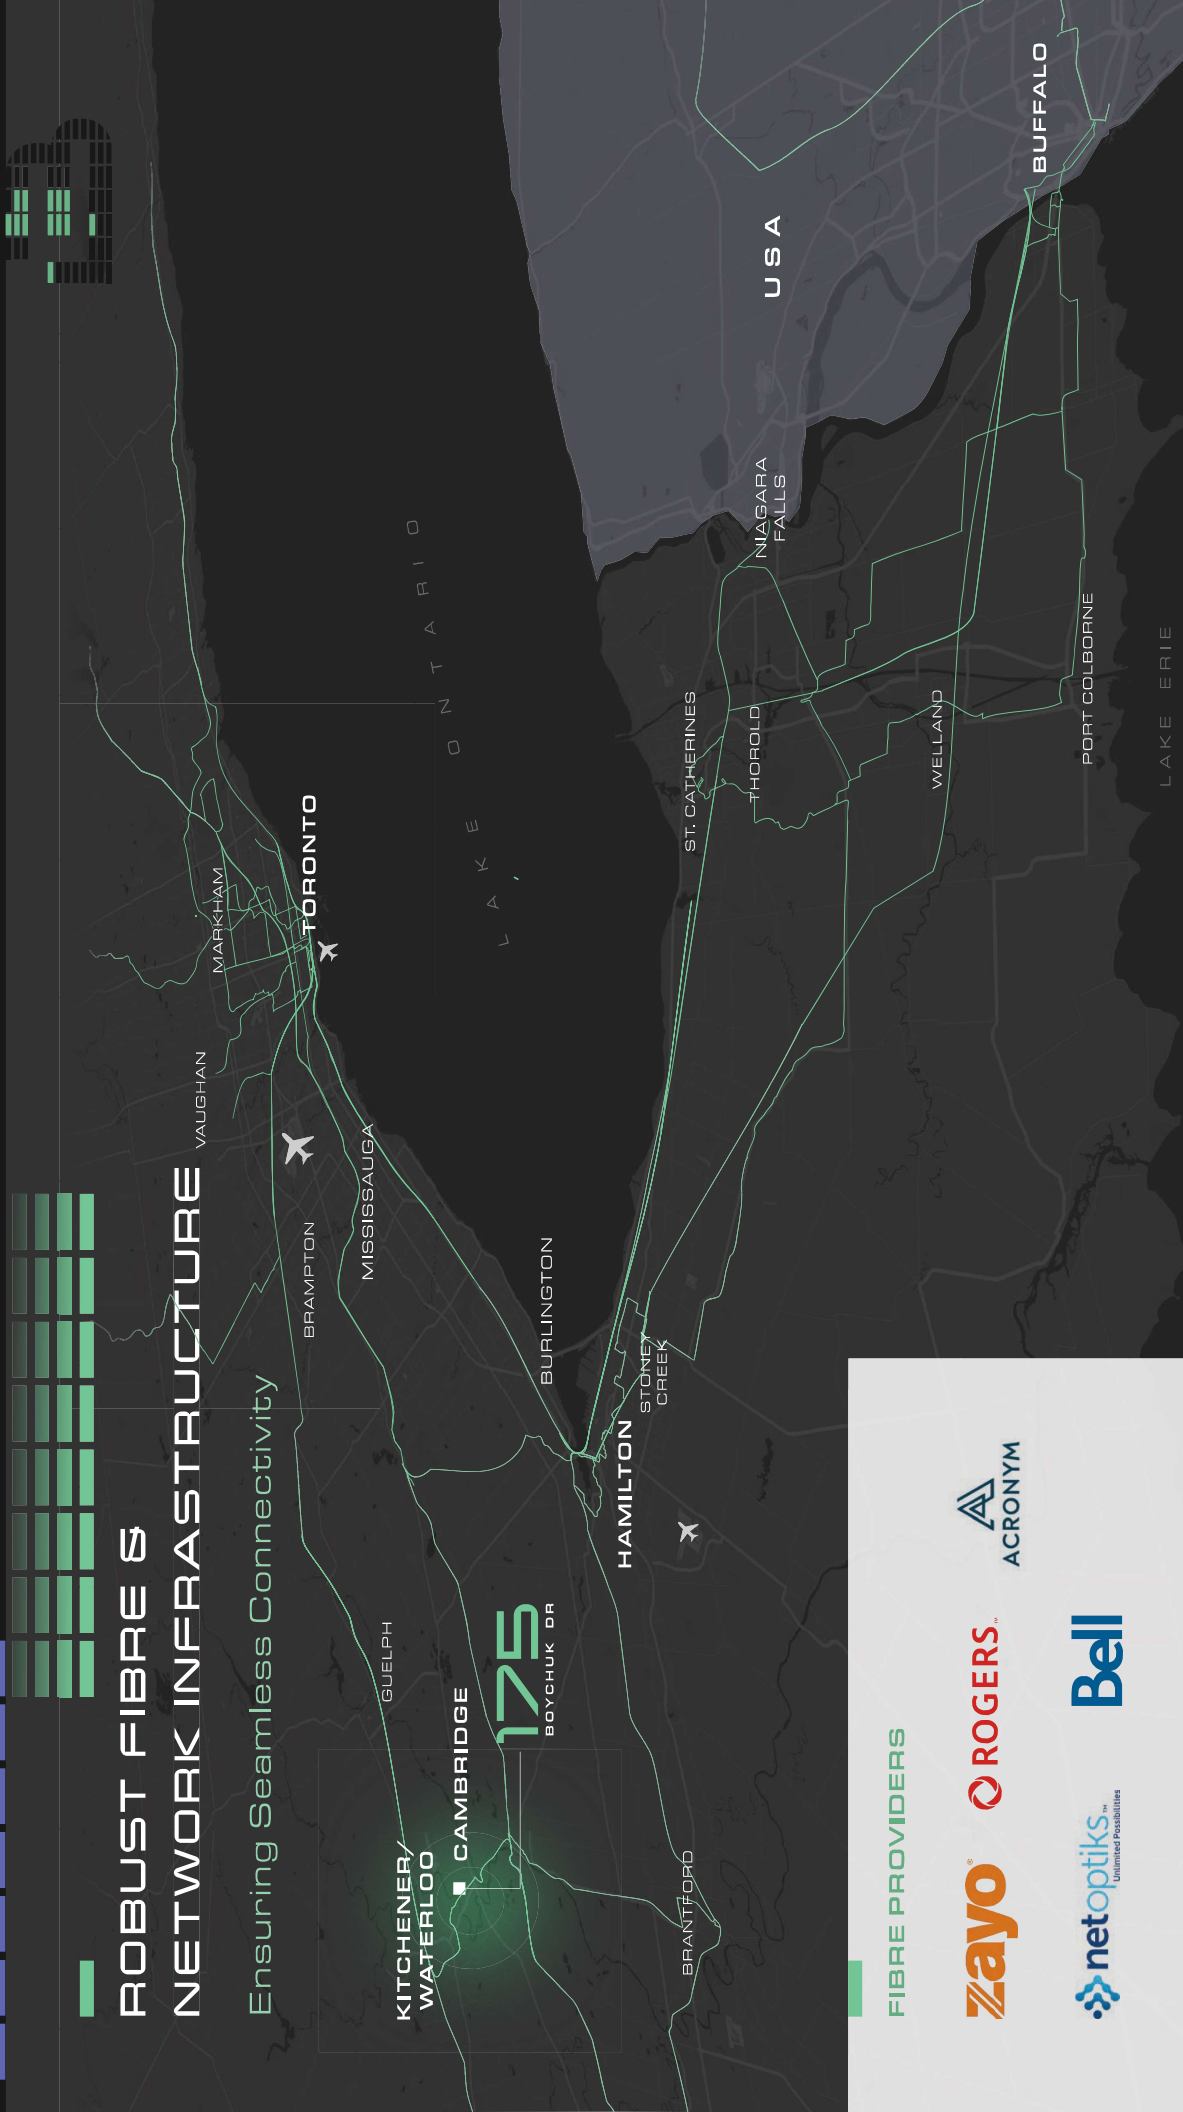 ROBUST FIBRE &
NETWORK INFRASTRUCTURE
Ensuring Seamless Connectivity
VAUGHAN
MARKHAM
TORONTO
BRAMPTON
MISSISSAUGA
GUELPH
KITCHENER/
WATERLOO
CAMBRIDGE
175
BOYCHUK DR
BURLINGTON
HAMILTON
STONEY
CREEK
BRANTFORD
LAKE ONTARIO
ST. CATHERINES
THOROLD
NIAGARA
FALLS
USA
BUFFALO
WELLAND
PORT COLBORNE
LAKE ERIE
FIBRE PROVIDERS
zayo®
ROGERS™
ACRONYM
netoptiks™
Unlimited Possibilities
Bell